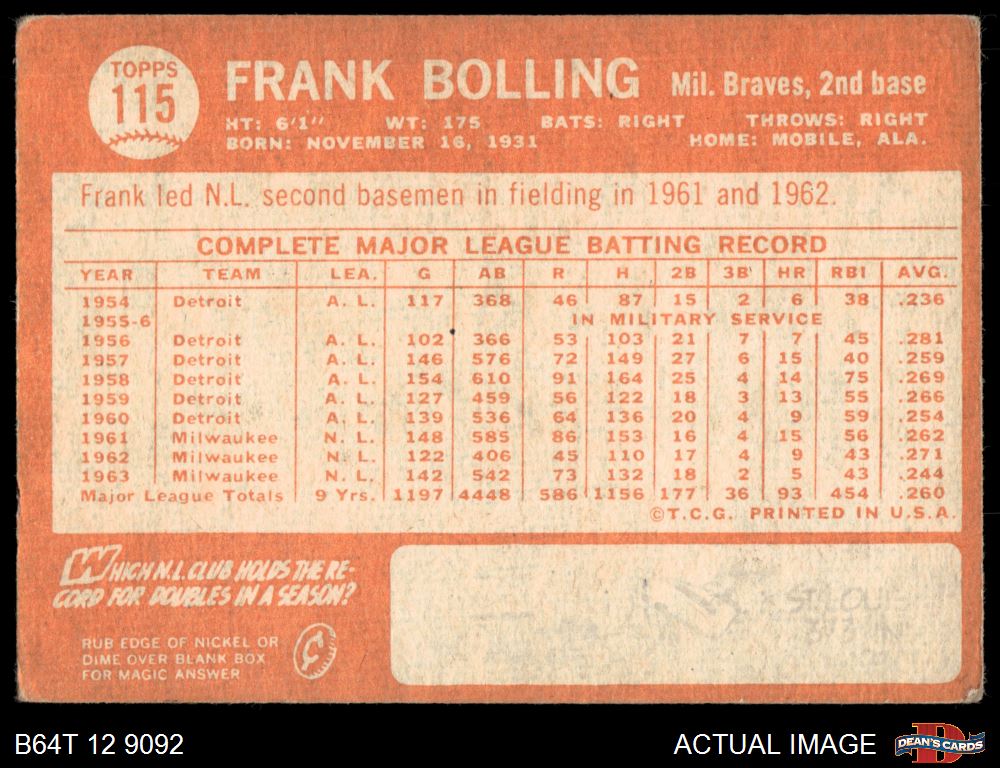 TOPPS
115
FRANK BOLLING Mil. Braves, 2nd base
HT: 6'1" WT: 175 BATS: RIGHT THROWS: RIGHT
BORN: NOVEMBER 16, 1931 HOME: MOBILE, ALA.
Frank led N.L. second basemen in fielding in 1961 and 1962.
COMPLETE MAJOR LEAGUE BATTING RECORD
YEAR TEAM LEA. G AB R H 2B 3B HR RBI AVG.
1954 Detroit A. L. 117 368 46 87 15 2 6 38 .236
1955-6 IN MILITARY SERVICE
1956 Detroit A. L. 102 366 53 103 21 7 7 45 .281
1957 Detroit A. L. 146 576 72 149 27 6 15 40 .259
1958 Detroit A. L. 154 610 91 164 25 4 14 75 .269
1959 Detroit A. L. 127 459 56 122 18 3 13 55 .266
1960 Detroit A. L. 139 536 64 136 20 4 9 59 .254
1961 Milwaukee N. L. 148 585 86 153 16 4 15 56 .262
1962 Milwaukee N. L. 122 406 45 110 17 4 9 43 .271
1963 Milwaukee N. L. 142 542 73 132 18 2 5 43 .244
Major League Totals 9 Yrs. 1197 4448 586 1156 177 36 93 454 .260
©T.C.G. PRINTED IN U.S.A.
WHICH N.L. CLUB HOLDS THE RE-
CORD FOR DOUBLES IN A SEASON?
RUB EDGE OF NICKEL OR
DIME OVER BLANK BOX
FOR MAGIC ANSWER
ST. LOUIS
B64T 12 9092 ACTUAL IMAGE DEAN'S CARDS